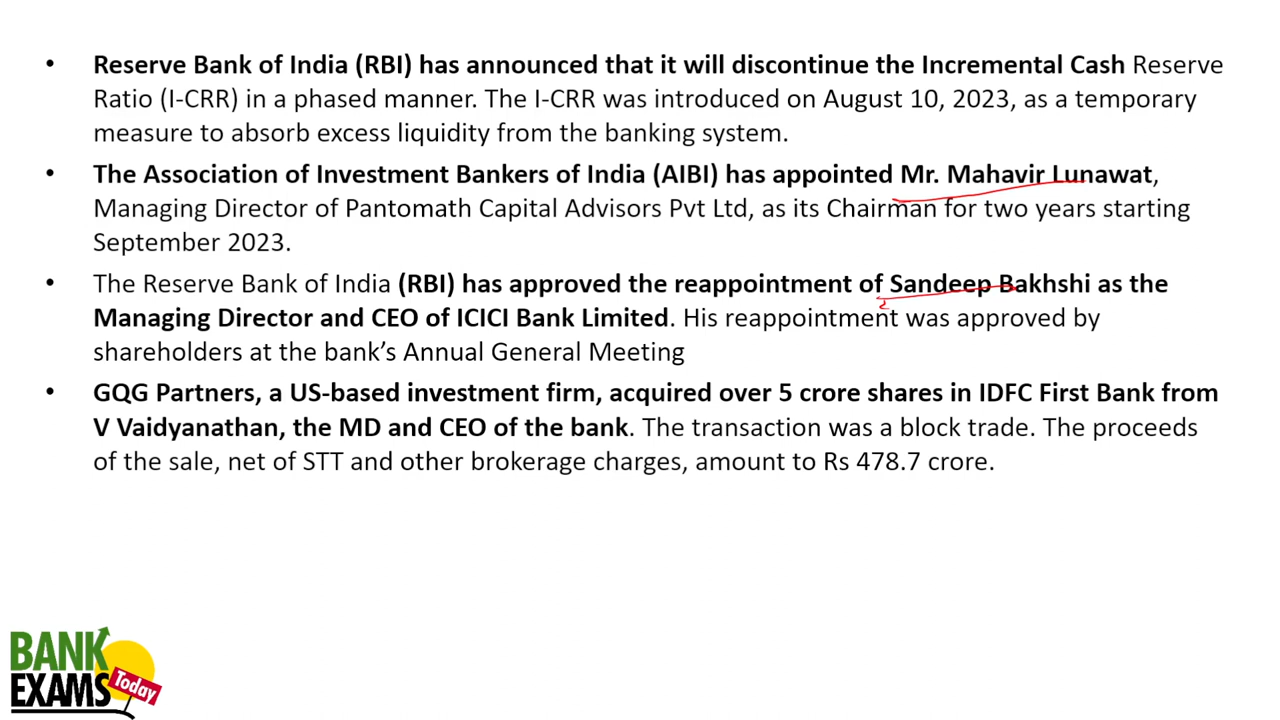 • Reserve Bank of India (RBI) has announced that it will discontinue the Incremental Cash Reserve
Ratio (I-CRR) in a phased manner. The I-CRR was introduced on August 10, 2023, as a temporary
measure to absorb excess liquidity from the banking system.
• The Association of Investment Bankers of India (AIBI) has appointed Mr. Mahavir Lunawat,
Managing Director of Pantomath Capital Advisors Pvt Ltd, as its Chairman for two years starting
September 2023.
• The Reserve Bank of India (RBI) has approved the reappointment of Sandeep Bakhshi as the
Managing Director and CEO of ICICI Bank Limited. His reappointment was approved by
shareholders at the bank’s Annual General Meeting
• GQG Partners, a US-based investment firm, acquired over 5 crore shares in IDFC First Bank from
V Vaidyanathan, the MD and CEO of the bank. The transaction was a block trade. The proceeds
of the sale, net of STT and other brokerage charges, amount to Rs 478.7 crore.
BANK
EXAMS
Today